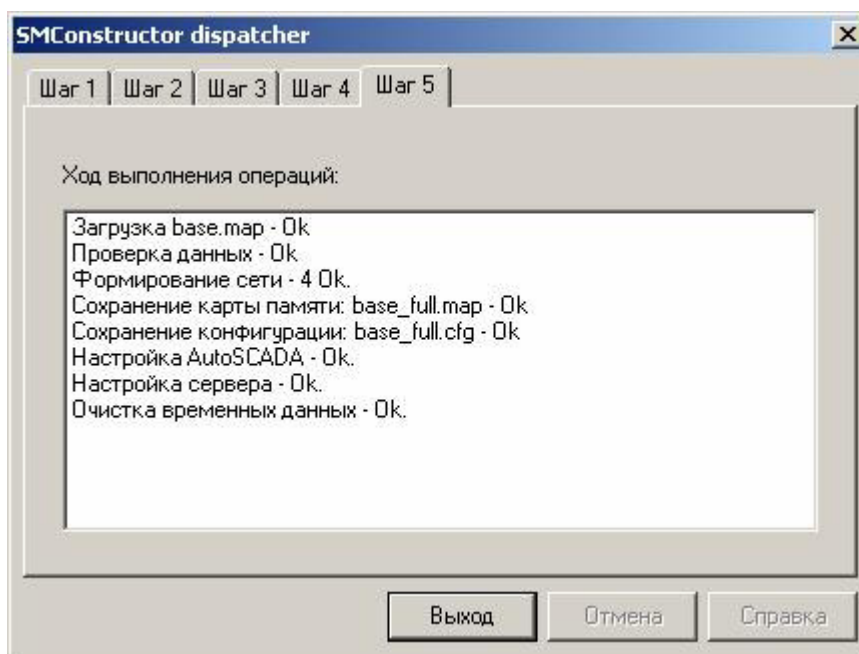 SMConstructor dispatcher
Шаг 1 Шаг 2 Шаг 3 Шаг 4 Шаг 5
Ход выполнения операций:
Загрузка base.map - Ok
Проверка данных - Ok
Формирование сети - 4 Ok.
Сохранение карты памяти: base_full.map - Ok
Сохранение конфигурации: base_full.cfg - Ok
Настройка AutoSCADA - Ok.
Настройка сервера - Ok.
Очистка временных данных - Ok.
Выход Отмена Справка